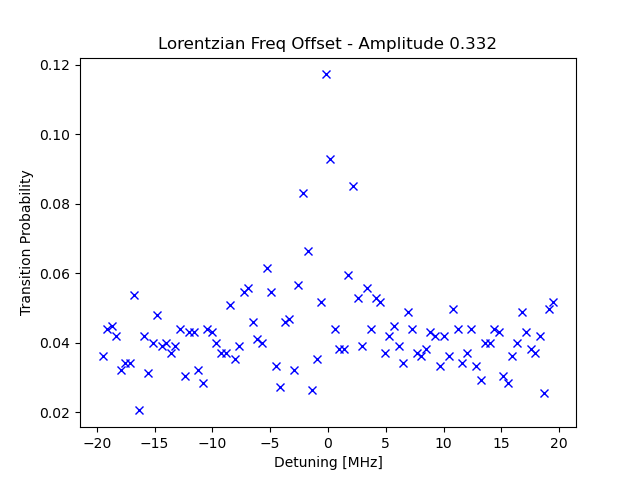 Lorentzian Freq Offset - Amplitude 0.332
0.12
0.10
0.08
0.06
0.04
0.02
Transition Probability
−20 −15 −10 −5 0 5 10 15 20
Detuning [MHz]